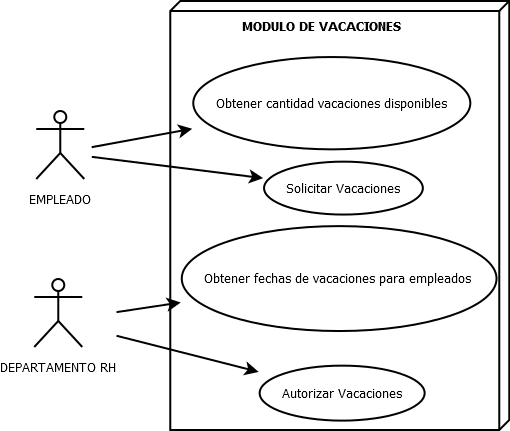 MODULO DE VACACIONES
Obtener cantidad vacaciones disponibles
Solicitar Vacaciones
EMPLEADO
Obtener fechas de vacaciones para empleados
DEPARTAMENTO RH
Autorizar Vacaciones